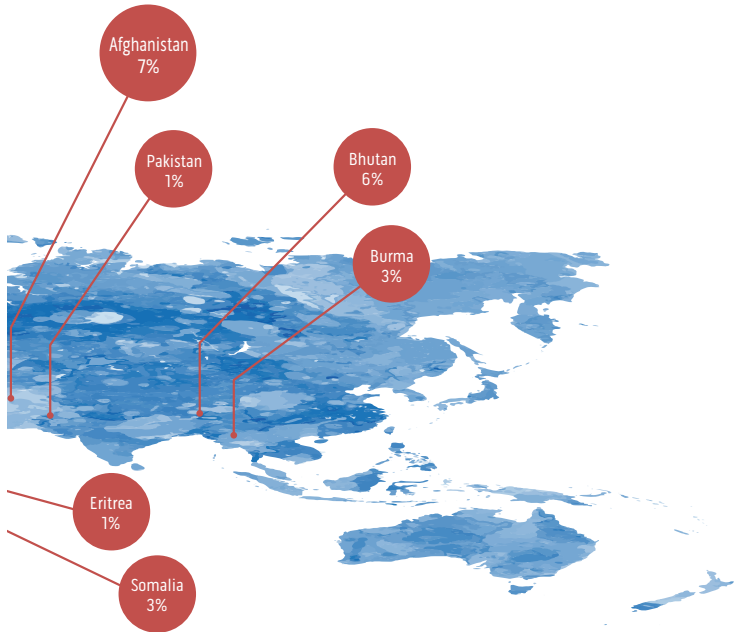 Afghanistan
7%
Pakistan
1%
Bhutan
6%
Burma
3%
Eritrea
1%
Somalia
3%